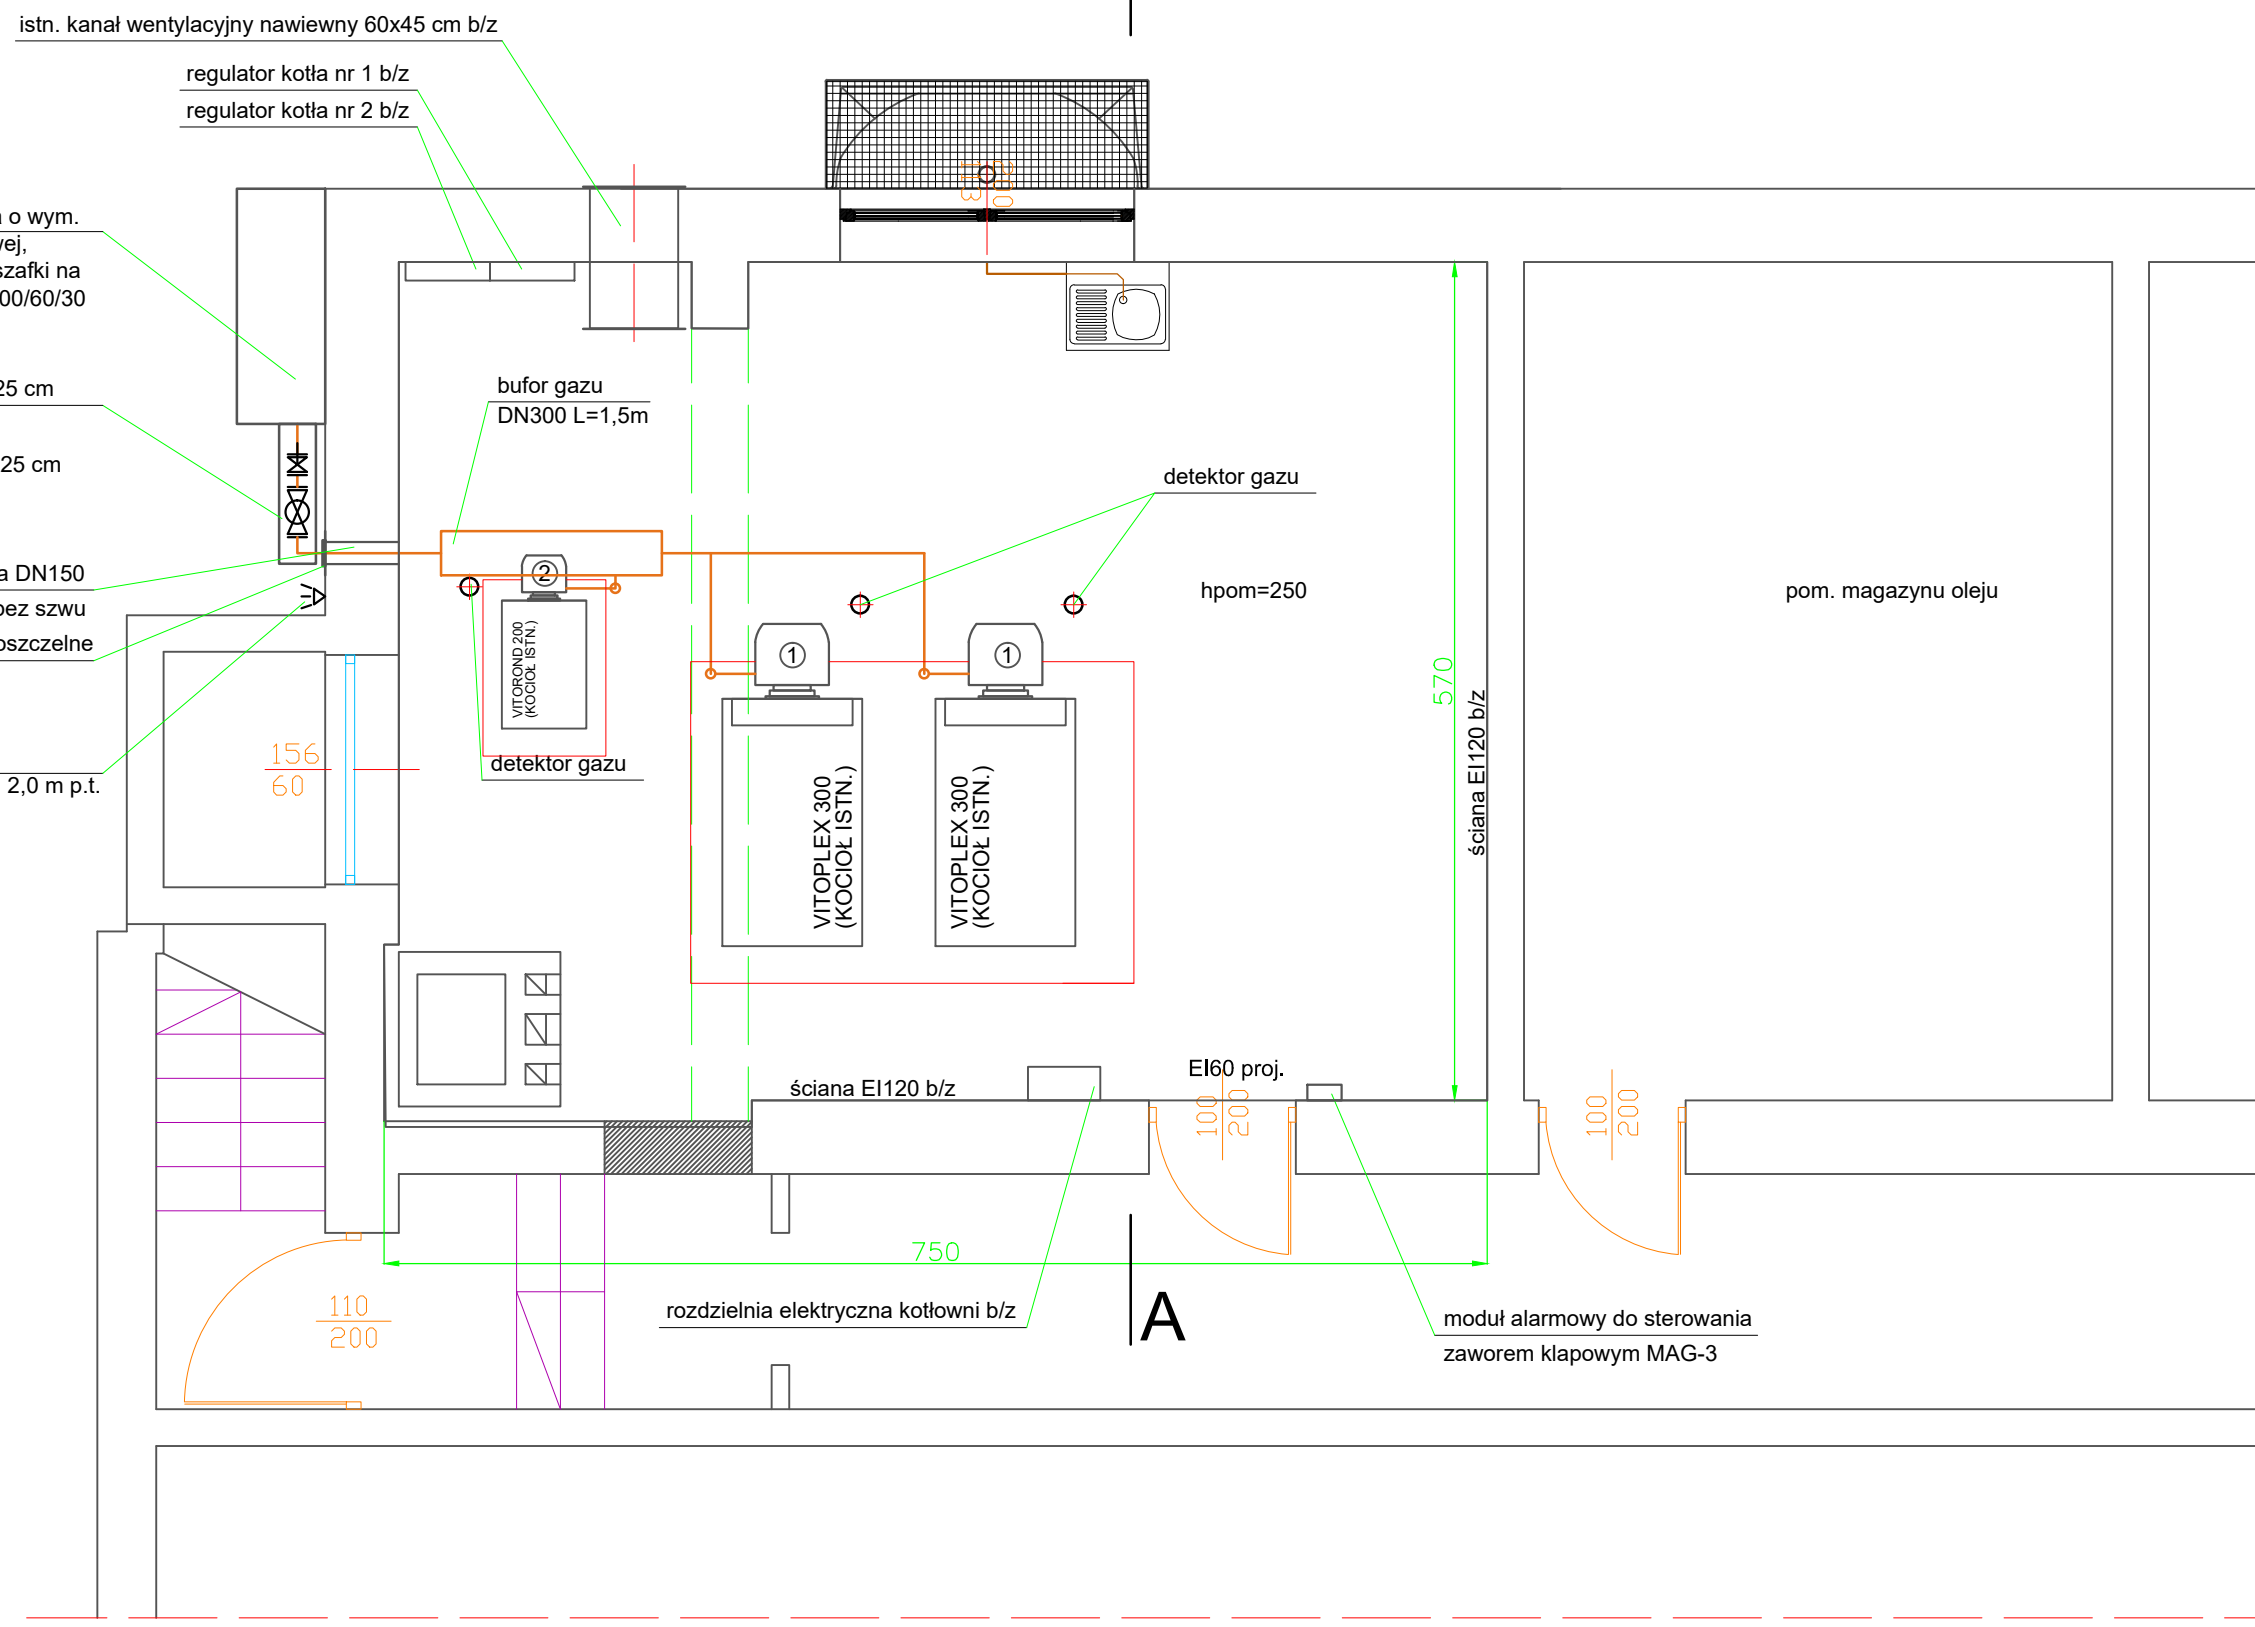 istn. kanał wentylacyjny nawiewny 60x45 cm b/z
regulator kotła nr 1 b/z
regulator kotła nr 2 b/z
o wym.
szafki na
00/60/30
25 cm
25 cm
DN150
bez szwu
2,0 m p.t.
200
bufor gazu
DN300 L=1,5m
detektor gazu
hpom=250
pom. magazynu oleju
2
1
1
VITOROND 200
(KOCIOŁ ISTN.)
detektor gazu
VITOPLEX 300
(KOCIOŁ ISTN.)
VITOPLEX 300
(KOCIOŁ ISTN.)
570
ściana EI120 b/z
156
60
EI60 proj.
ściana EI120 b/z
100
200
100
200
750
110
200
rozdzielnia elektryczna kotłowni b/z
A
moduł alarmowy do sterowania
zaworem klapowym MAG-3